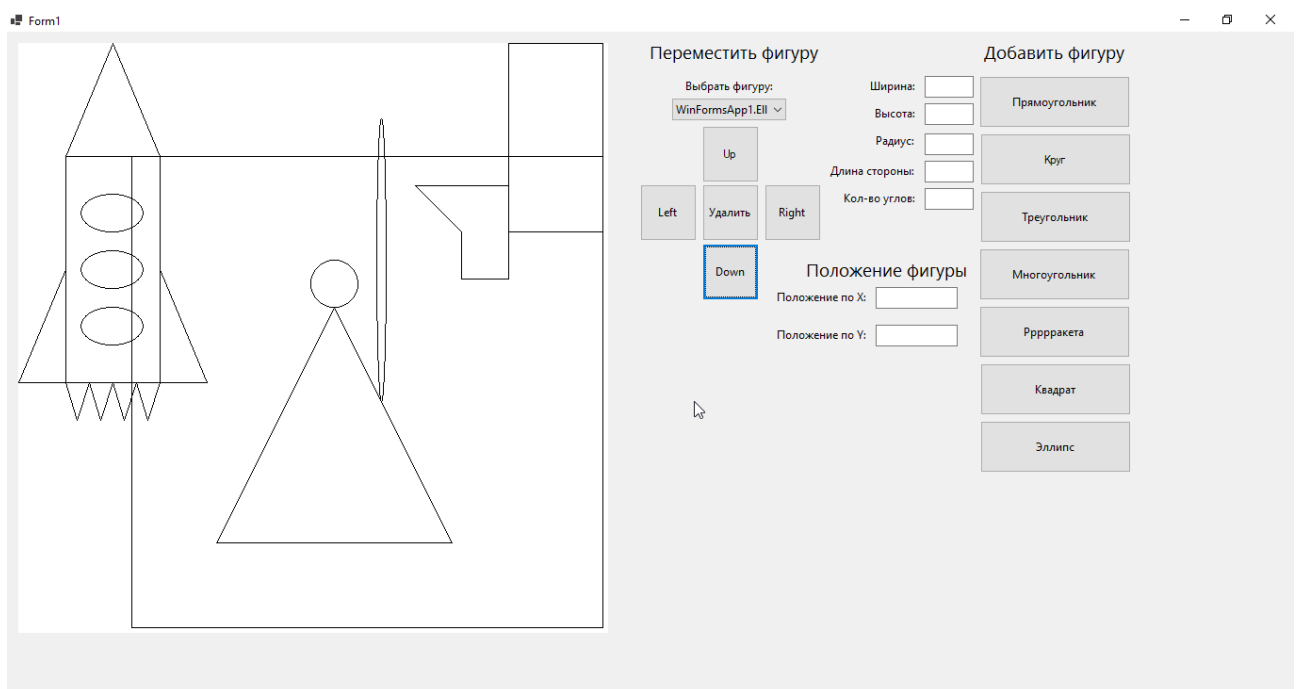 Form1
Переместить фигуру
Добавить фигуру
Выбрать фигуру:
WinFormsApp1.Ell
Up
Left
Удалить
Right
Down
Ширина:
Высота:
Радиус:
Длина стороны:
Кол-во углов:
Положение фигуры
Положение по X:
Положение по Y:
Прямоугольник
Круг
Треугольник
Многоугольник
Ррррракета
Квадрат
Эллипс